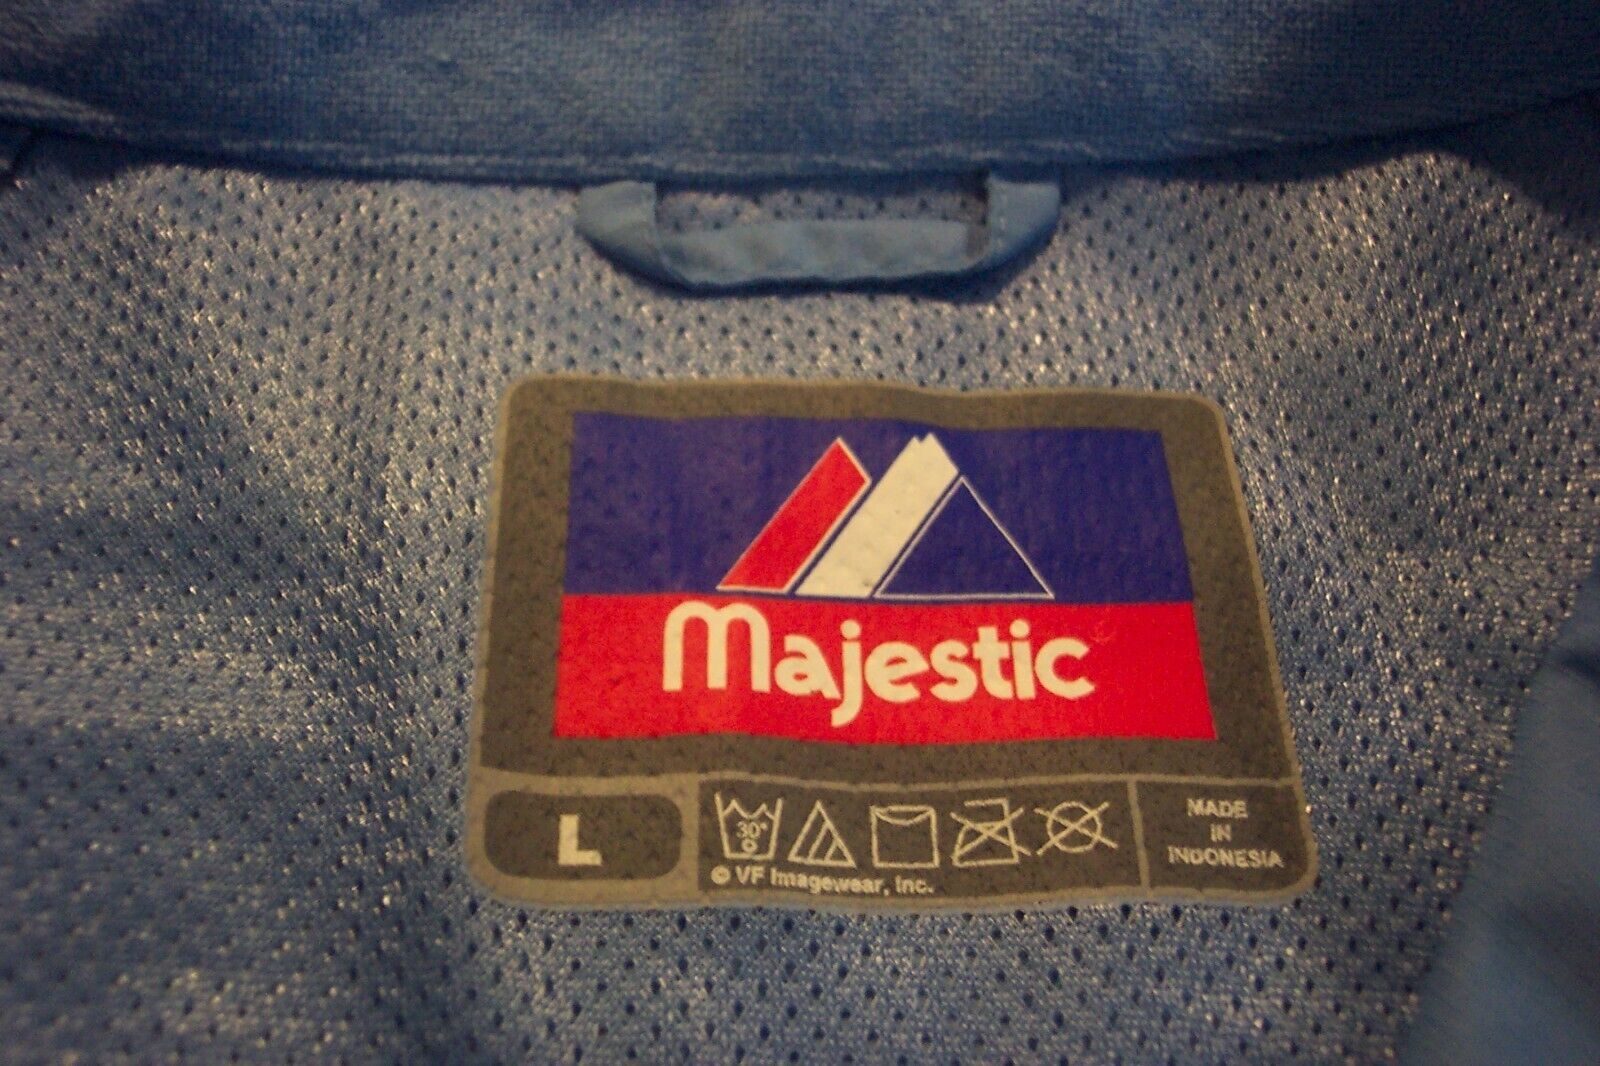 Majestic
L
30°
© VF Imagewear, Inc.
MADE
IN
INDONESIA